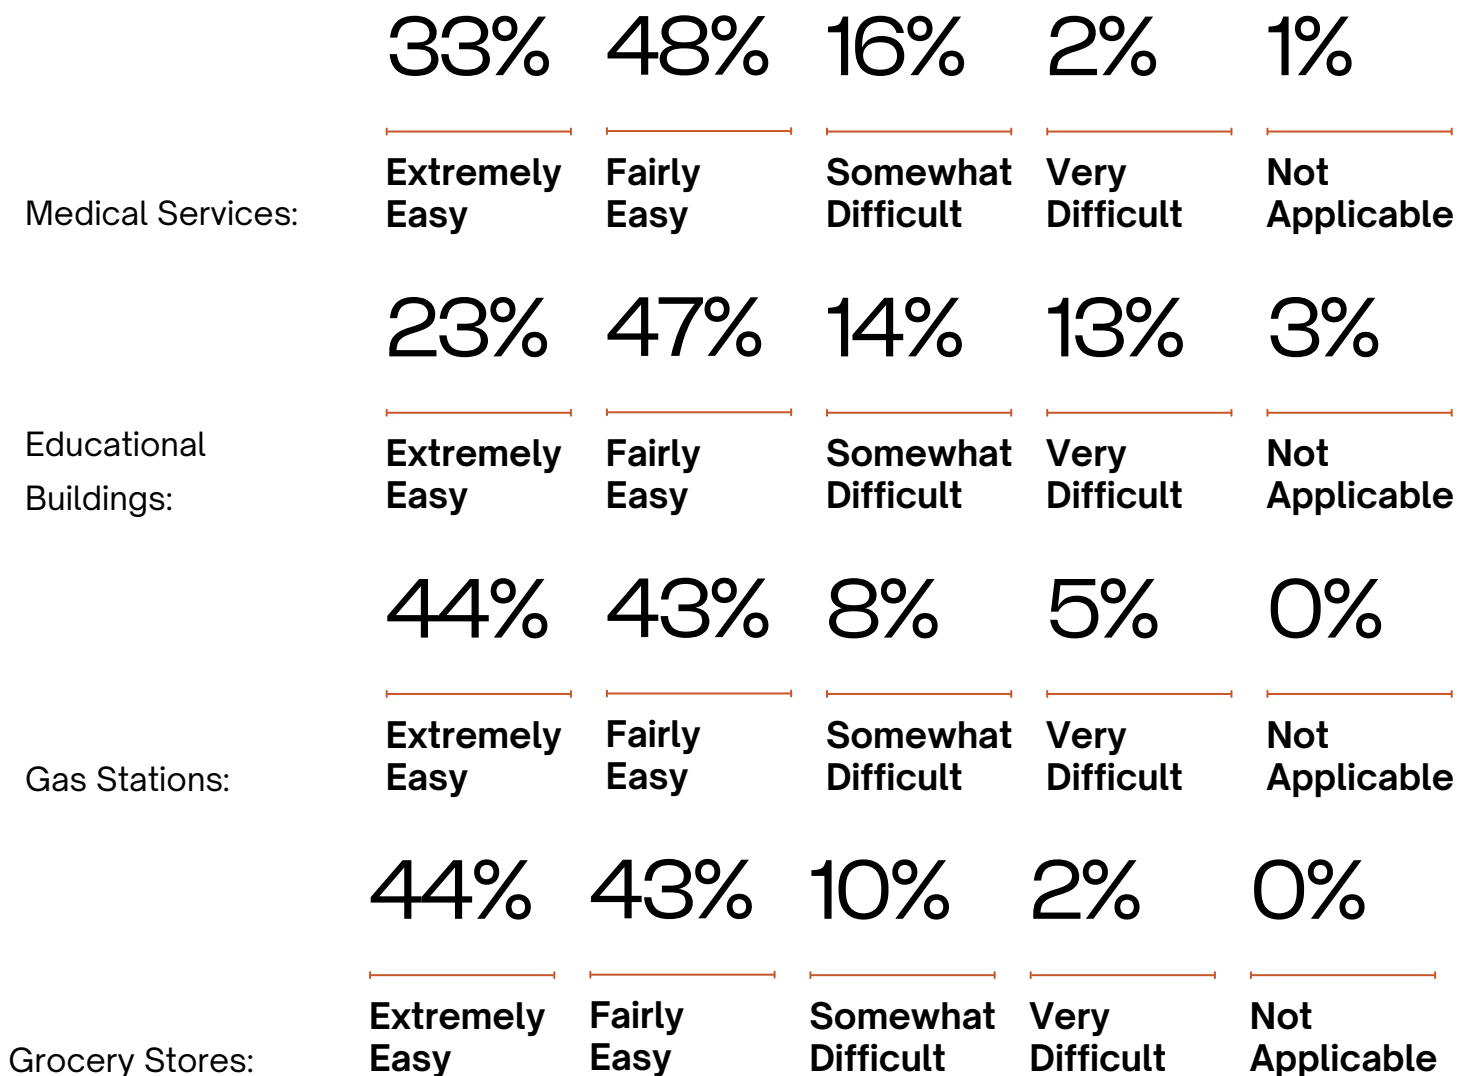 33% 48% 16% 2% 1%
Extremely Fairly Somewhat Very Not
Medical Services: Easy Easy Difficult Difficult Applicable
23% 47% 14% 13% 3%
Educational Extremely Fairly Somewhat Very Not
Buildings: Easy Easy Difficult Difficult Applicable
44% 43% 8% 5% 0%
Extremely Fairly Somewhat Very Not
Gas Stations: Easy Easy Difficult Difficult Applicable
44% 43% 10% 2% 0%
Extremely Fairly Somewhat Very Not
Grocery Stores: Easy Easy Difficult Difficult Applicable